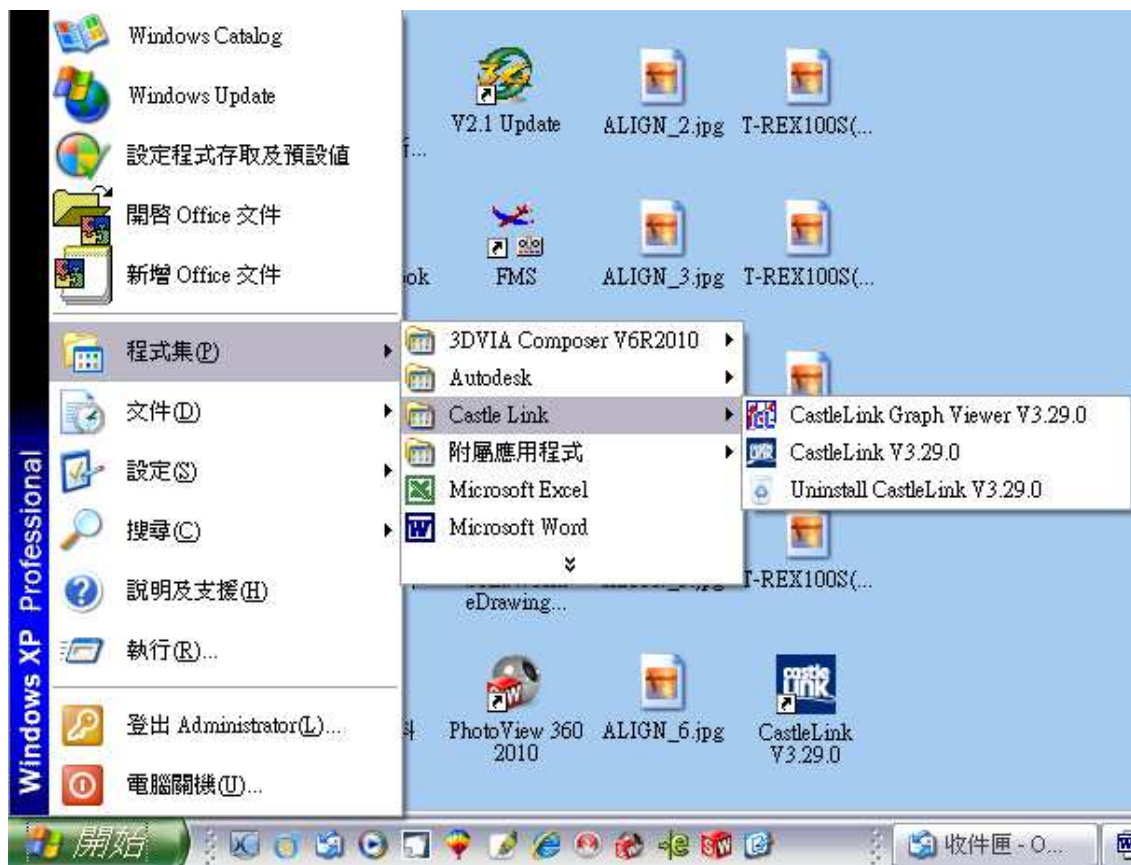 Windows Catalog
Windows Update
設定程式存取及預設值
開啓 Office 文件
新增 Office 文件
程式集(P)
文件(D)
設定(S)
搜尋(C)
說明及支援(H)
執行(R)...
登出 Administrator(L)...
電腦關機(U)...
Windows XP Professional
3DVIA Composer V6R2010
Autodesk
Castle Link
附屬應用程式
Microsoft Excel
Microsoft Word
CastleLink Graph Viewer V3.29.0
CastleLink V3.29.0
Uninstall CastleLink V3.29.0
V2.1 Update
ALIGN_2.jpg
T-REX100S(...
FMS
ALIGN_3.jpg
T-REX100S(...
ook
T-REX100S(...
eDrawing...
PhotoView 360
2010
ALIGN_6.jpg
castle
LINK
CastleLink
V3.29.0
開始
收件匣 - O...